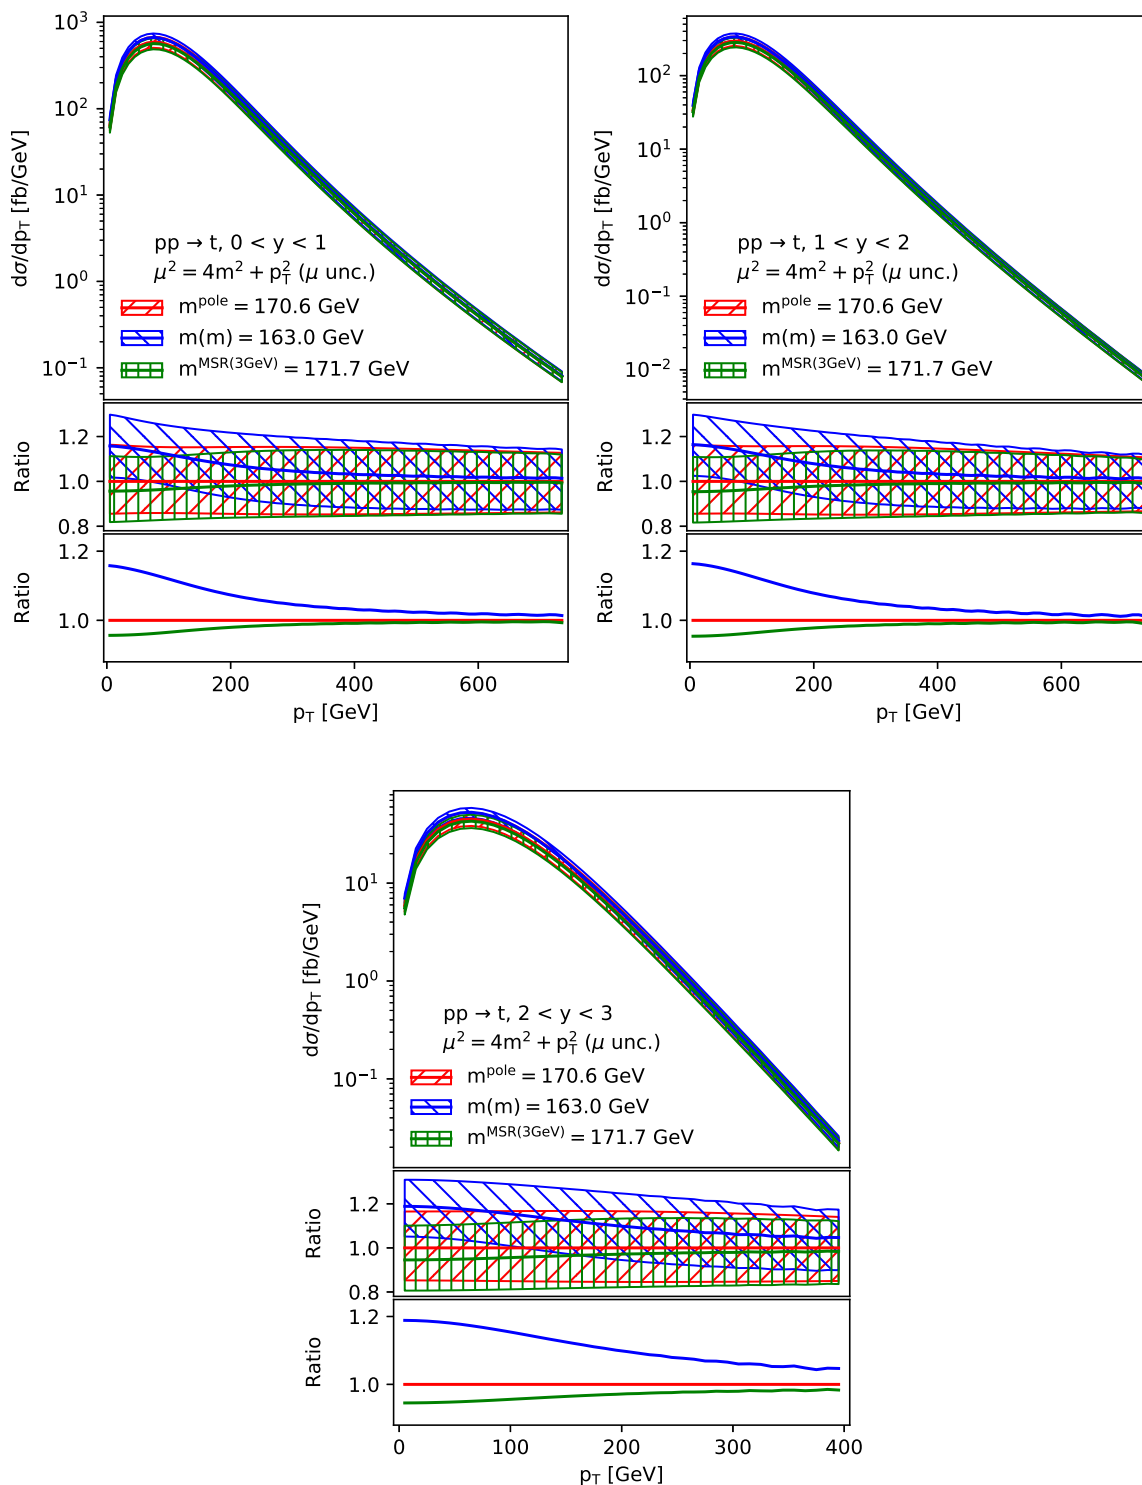 10³
10²
10¹
10⁰
10⁻¹
dσ/dp_T [fb/GeV]
pp → t, 0 < y < 1
μ² = 4m² + p_T² (μ unc.)
m^pole = 170.6 GeV
m(m) = 163.0 GeV
m^MSR(3GeV) = 171.7 GeV
1.2
1.0
0.8
Ratio
1.2
1.0
Ratio
0 200 400 600
p_T [GeV]
10²
10¹
10⁰
10⁻¹
10⁻²
dσ/dp_T [fb/GeV]
pp → t, 1 < y < 2
μ² = 4m² + p_T² (μ unc.)
m^pole = 170.6 GeV
m(m) = 163.0 GeV
m^MSR(3GeV) = 171.7 GeV
1.2
1.0
0.8
Ratio
1.2
1.0
Ratio
0 200 400 600
p_T [GeV]
10¹
10⁰
10⁻¹
dσ/dp_T [fb/GeV]
pp → t, 2 < y < 3
μ² = 4m² + p_T² (μ unc.)
m^pole = 170.6 GeV
m(m) = 163.0 GeV
m^MSR(3GeV) = 171.7 GeV
1.2
1.0
0.8
Ratio
1.2
1.0
Ratio
0 100 200 300 400
p_T [GeV]